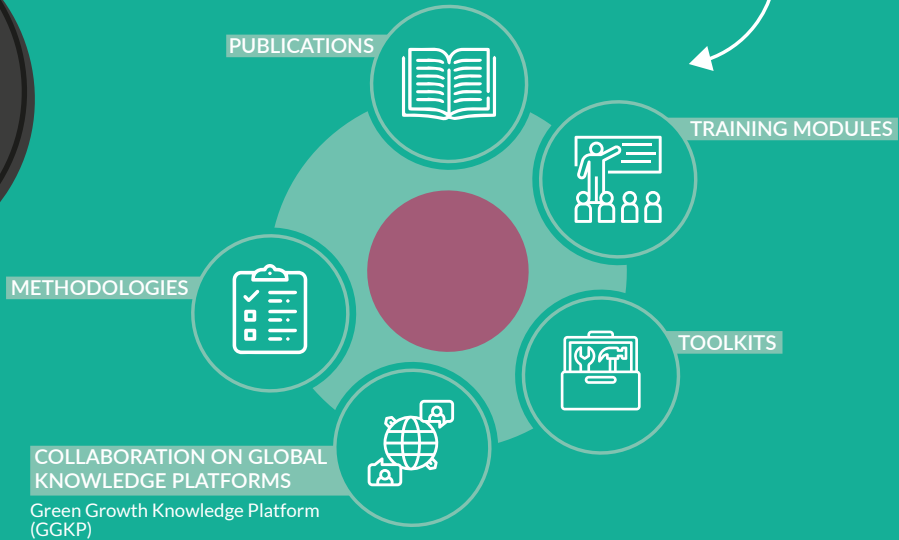 PUBLICATIONS
TRAINING MODULES
METHODOLOGIES
TOOLKITS
COLLABORATION ON GLOBAL
KNOWLEDGE PLATFORMS
Green Growth Knowledge Platform
(GGKP)